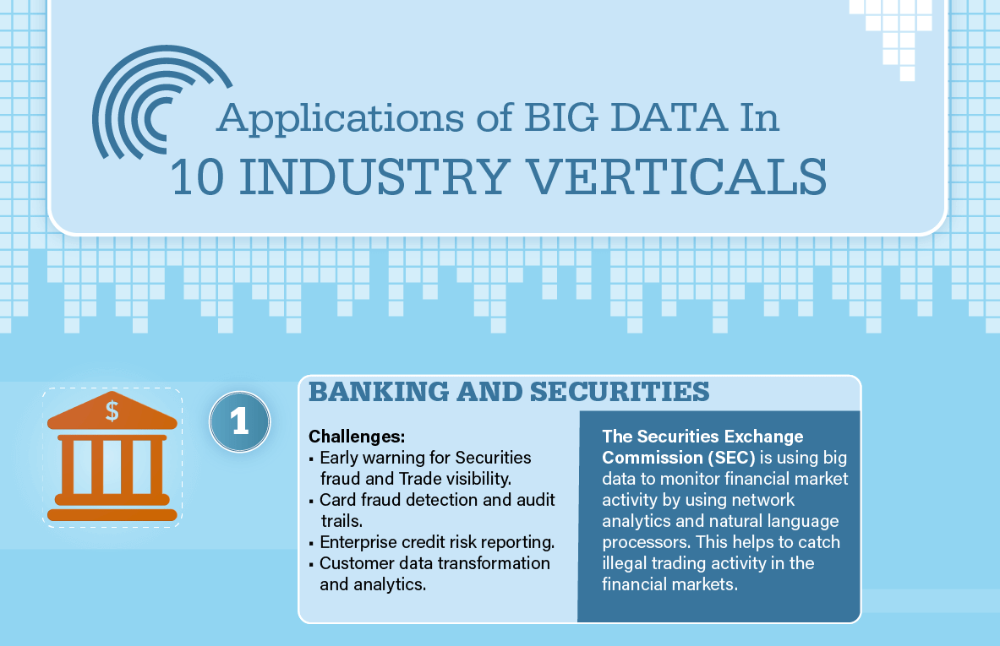 Applications of BIG DATA In
10 INDUSTRY VERTICALS
$
1
BANKING AND SECURITIES
Challenges:
▪ Early warning for Securities
fraud and Trade visibility.
▪ Card fraud detection and audit
trails.
▪ Enterprise credit risk reporting.
▪ Customer data transformation
and analytics.
The Securities Exchange
Commission (SEC) is using big
data to monitor financial market
activity by using network
analytics and natural language
processors. This helps to catch
illegal trading activity in the
financial markets.